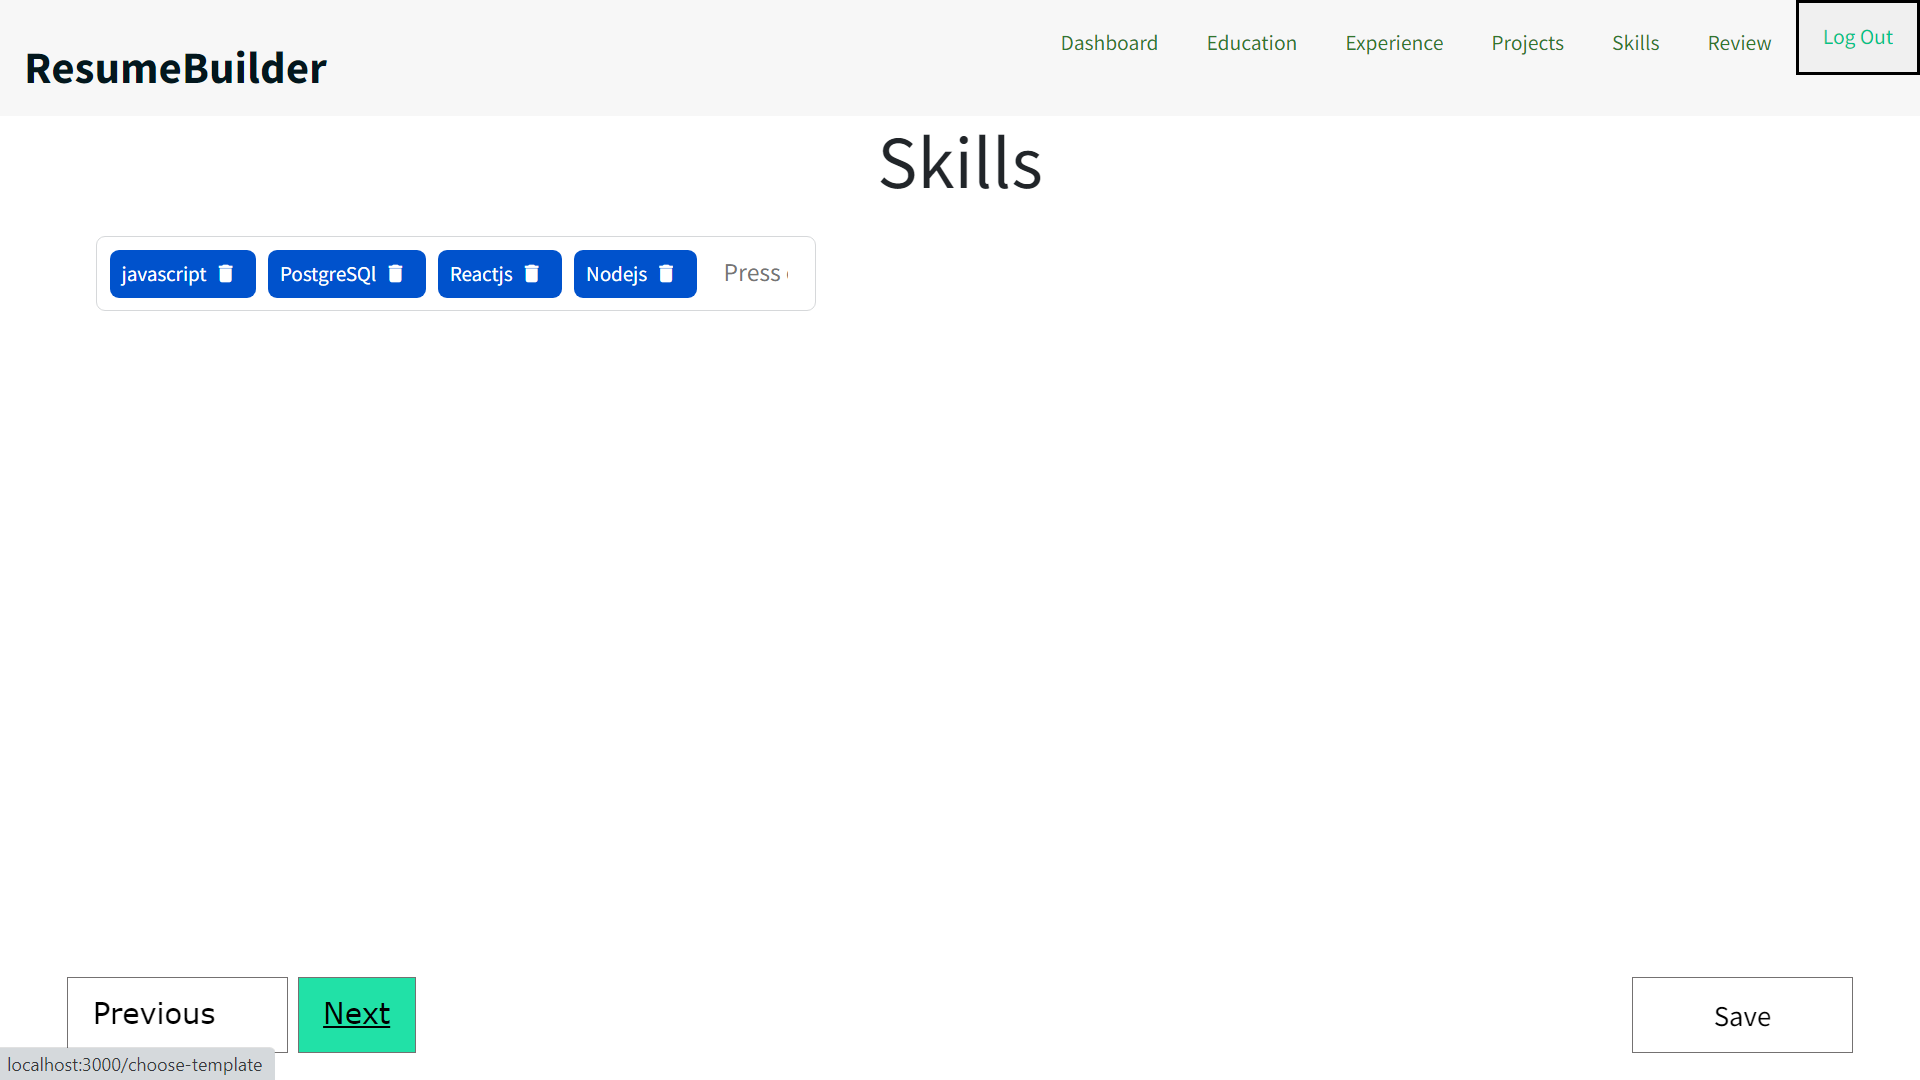 ResumeBuilder
Dashboard Education Experience Projects Skills Review Log Out
Skills
javascript PostgreSQl Reactjs Nodejs Press
Previous Next Save
localhost:3000/choose-template